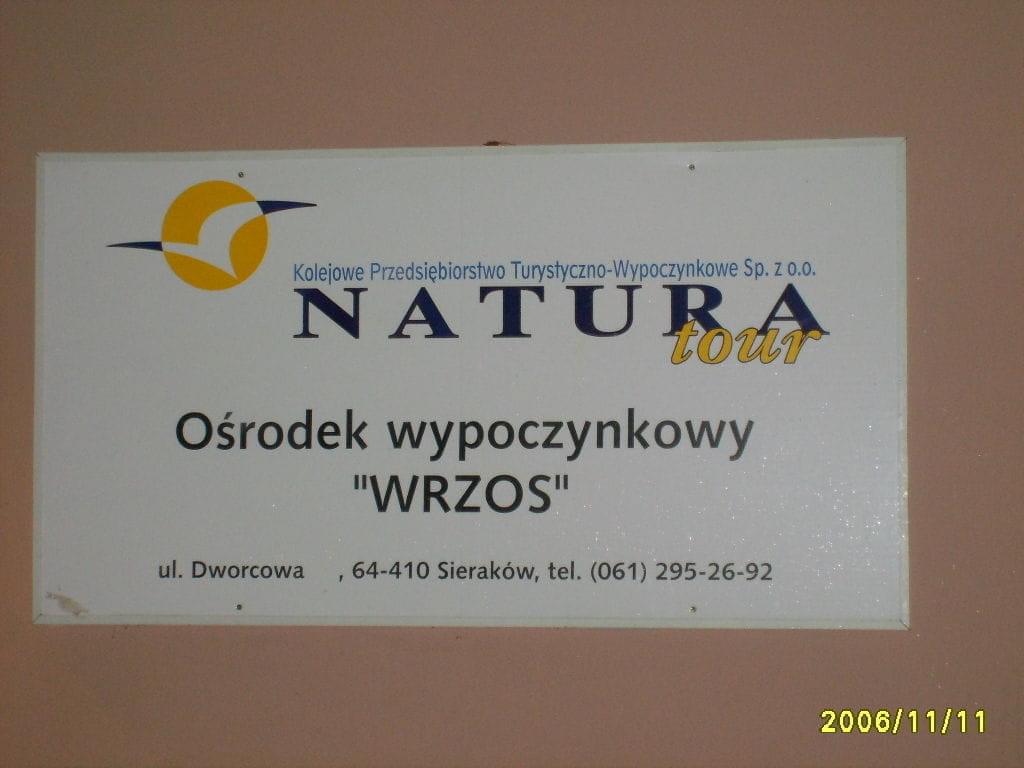 Kolejowe Przedsiębiorstwo Turystyczno-Wypoczynkowe Sp. z o.o.
NATURA
tour
Ośrodek wypoczynkowy
"WRZOS"
ul. Dworcowa , 64-410 Sieraków, tel. (061) 295-26-92
2006/11/11